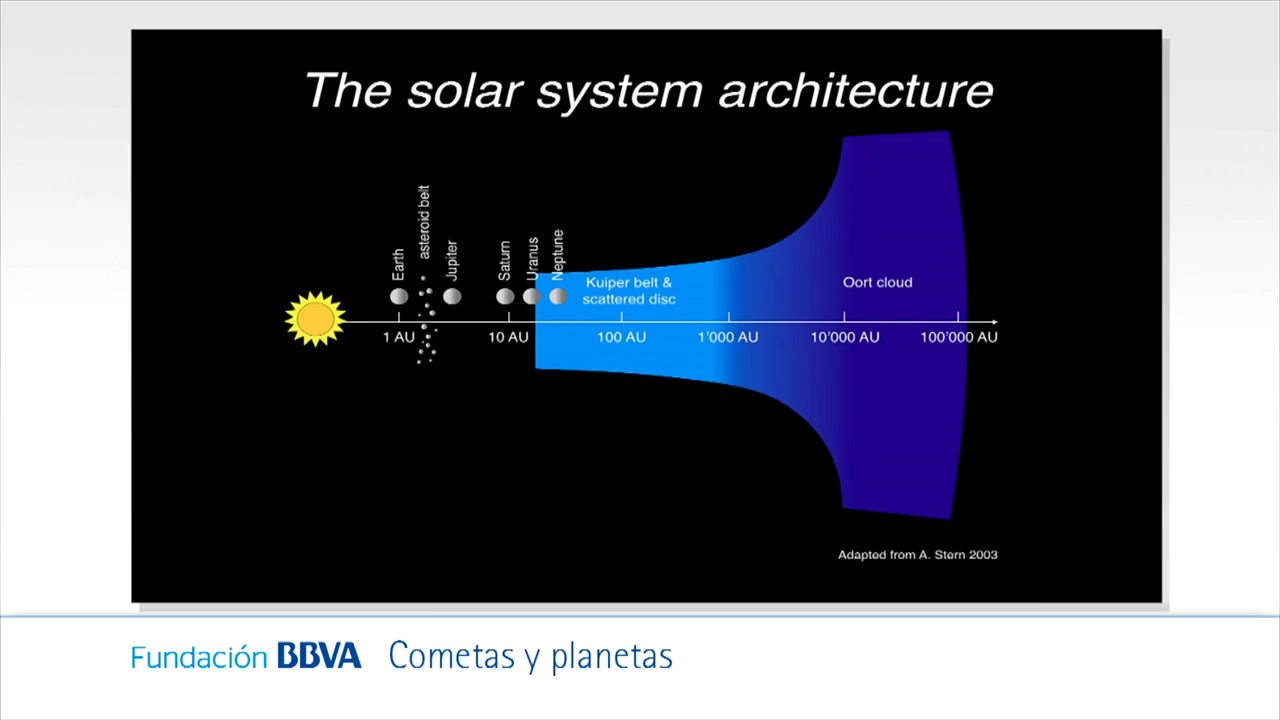 The solar system architecture
Earth
asteroid belt
Jupiter
Saturn
Uranus
Neptune
Kuiper belt &
scattered disc
Oort cloud
1 AU
10 AU
100 AU
1'000 AU
10'000 AU
100'000 AU
Adapted from A. Stern 2003
Fundación BBVA Cometas y planetas